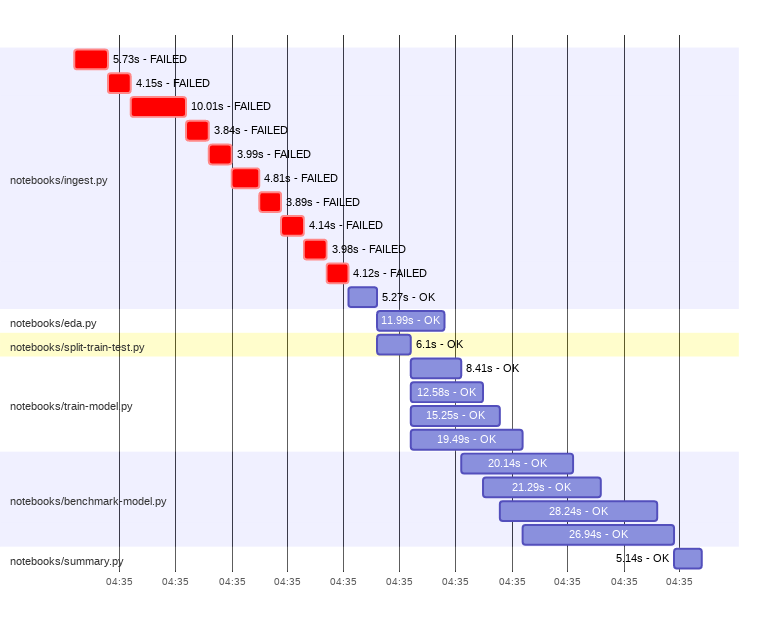 5.73s - FAILED
4.15s - FAILED
10.01s - FAILED
3.84s - FAILED
3.99s - FAILED
notebooks/ingest.py
4.81s - FAILED
3.89s - FAILED
4.14s - FAILED
3.98s - FAILED
4.12s - FAILED
5.27s - OK
notebooks/eda.py
11.99s - OK
notebooks/split-train-test.py
6.1s - OK
8.41s - OK
12.58s - OK
notebooks/train-model.py
15.25s - OK
19.49s - OK
20.14s - OK
21.29s - OK
notebooks/benchmark-model.py
28.24s - OK
26.94s - OK
notebooks/summary.py
5.14s - OK
04:35 04:35 04:35 04:35 04:35 04:35 04:35 04:35 04:35 04:35 04:35